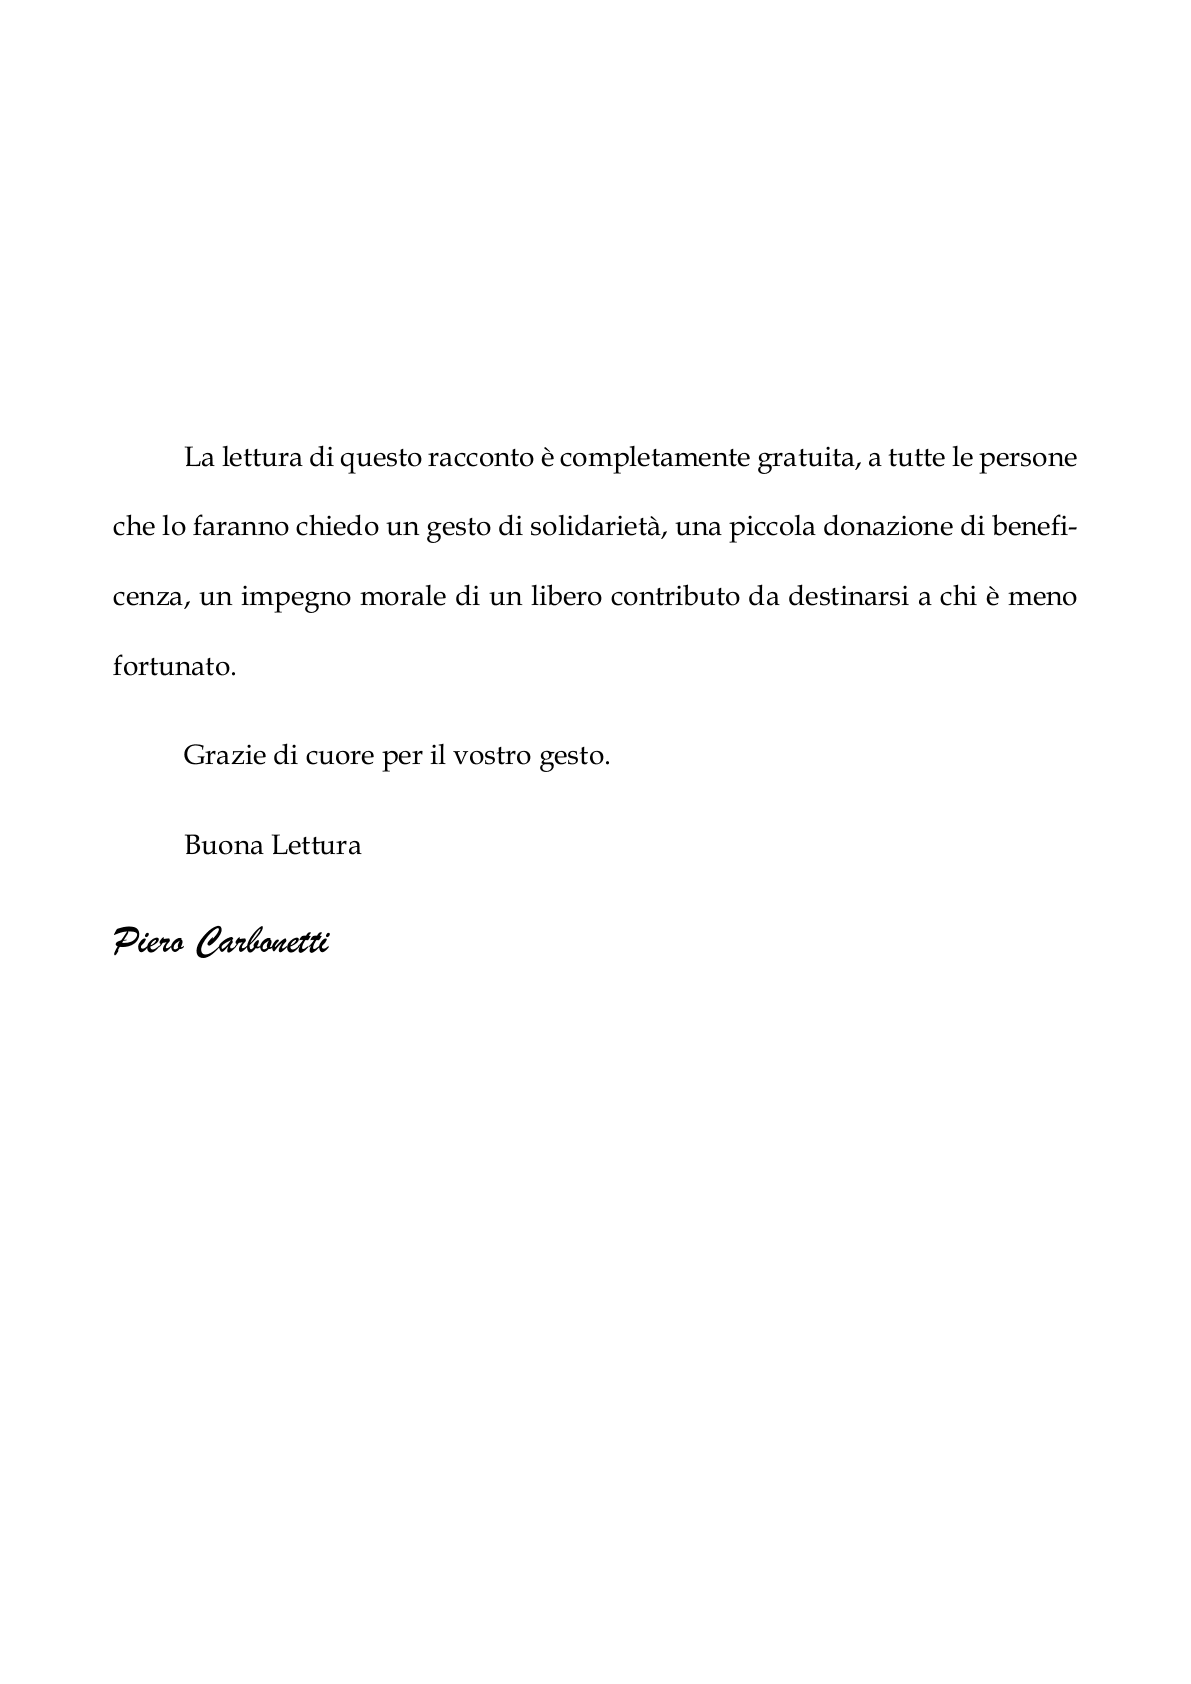 La lettura di questo racconto è completamente gratuita, a tutte le persone
che lo faranno chiedo un gesto di solidarietà, una piccola donazione di benefi-
cenza, un impegno morale di un libero contributo da destinarsi a chi è meno
fortunato.
Grazie di cuore per il vostro gesto.
Buona Lettura
Piero Carbonetti